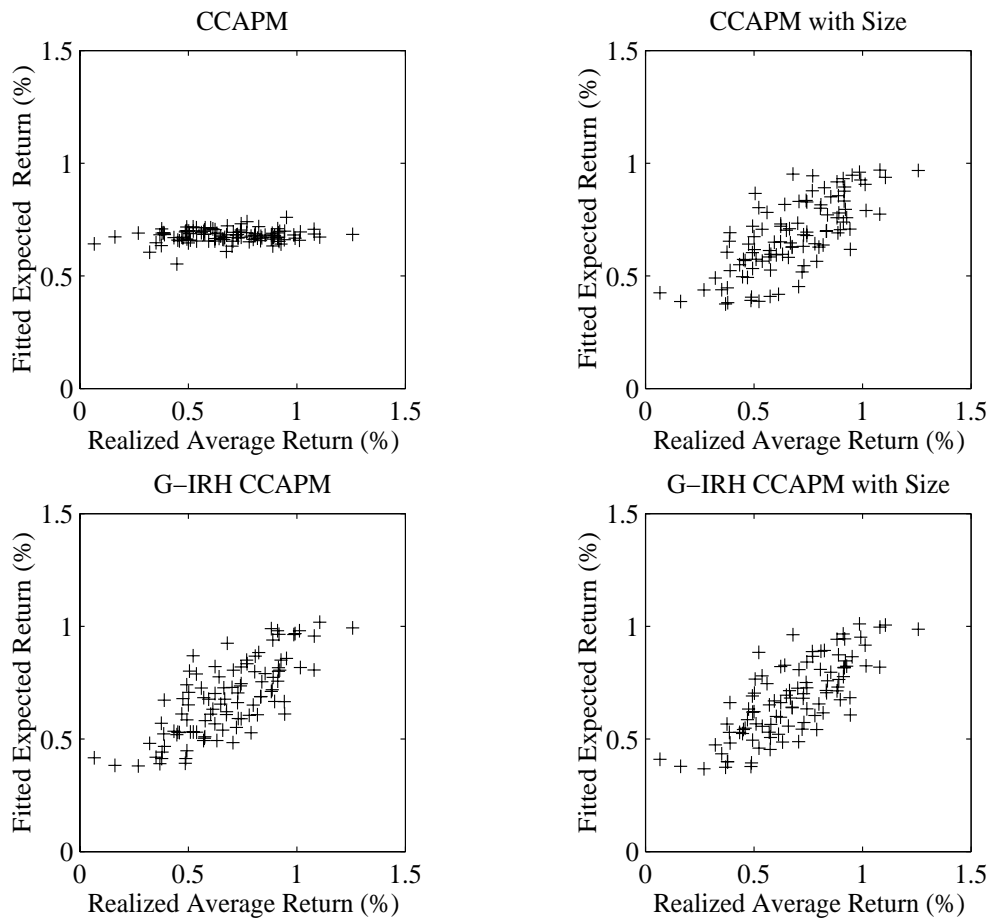 CCAPM
CCAPM with Size
1.5
1
0.5
0
Fitted Expected Return (%)
0 0.5 1 1.5
Realized Average Return (%)
1.5
1
0.5
0
Fitted Expected Return (%)
0 0.5 1 1.5
Realized Average Return (%)
G−IRH CCAPM
G−IRH CCAPM with Size
1.5
1
0.5
0
Fitted Expected Return (%)
0 0.5 1 1.5
Realized Average Return (%)
1.5
1
0.5
0
Fitted Expected Return (%)
0 0.5 1 1.5
Realized Average Return (%)